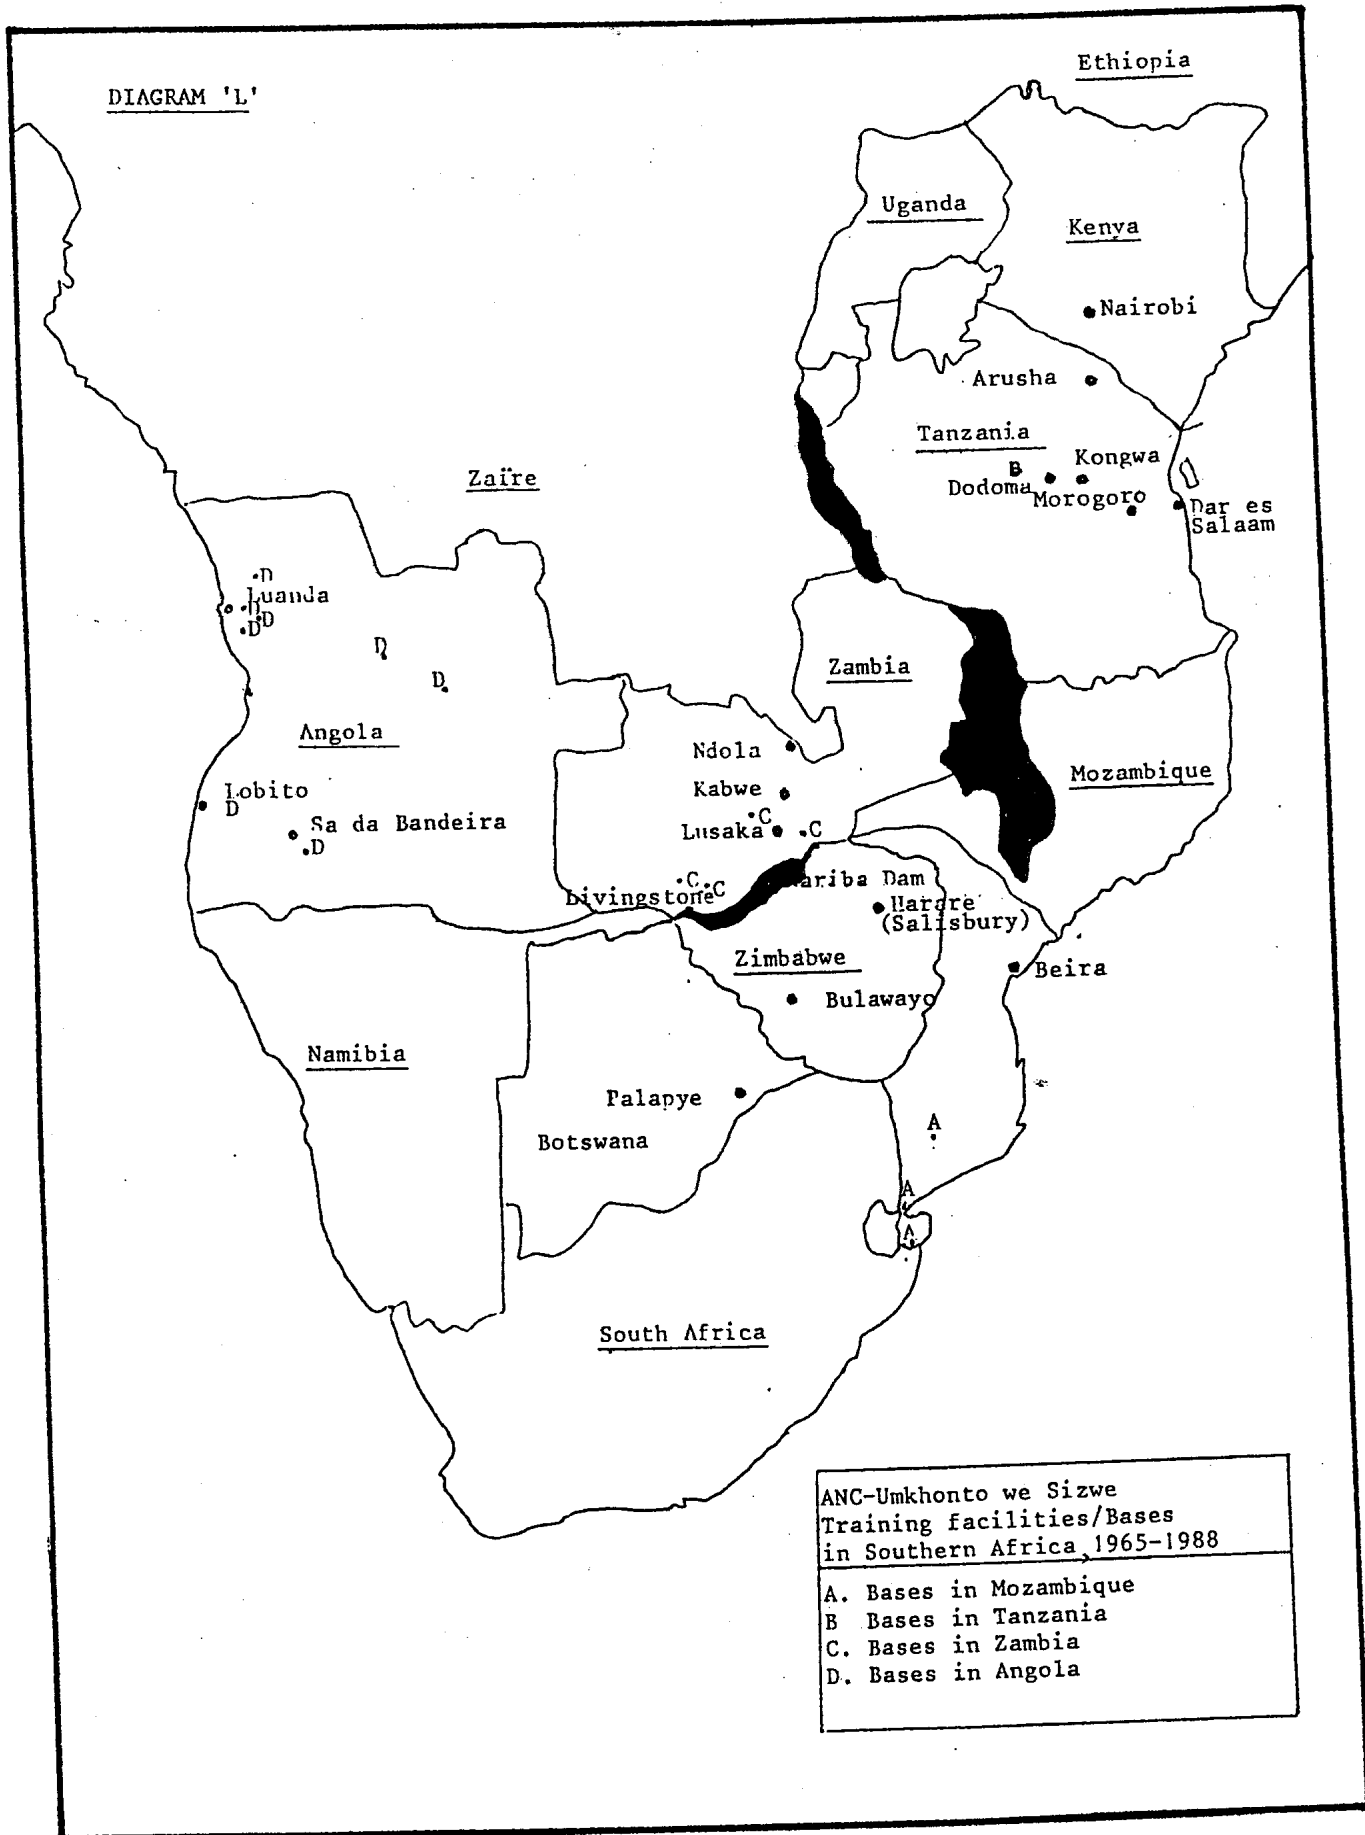 Ethiopia
DIAGRAM 'L'
Uganda
Kenya
Nairobi
Arusha
Tanzania
Kongwa
B
Zaïre
Dodoma
Morogoro
Dar es
Salaam
D
Luanda
D
D
D
D
D
Zambia
Angola
Ndola
Mozambique
Kabwe
Lobito
D
C
Sa da Bandeira
Lusaka
C
D
C
ariba Dam
Livingstone
C
Harare
(Salisbury)
Zimbabwe
Beira
Bulawayo
Namibia
Palapye
A
Botswana
A
A
South Africa
ANC-Umkhonto we Sizwe
Training facilities/Bases
in Southern Africa, 1965-1988
A. Bases in Mozambique
B Bases in Tanzania
C. Bases in Zambia
D. Bases in Angola